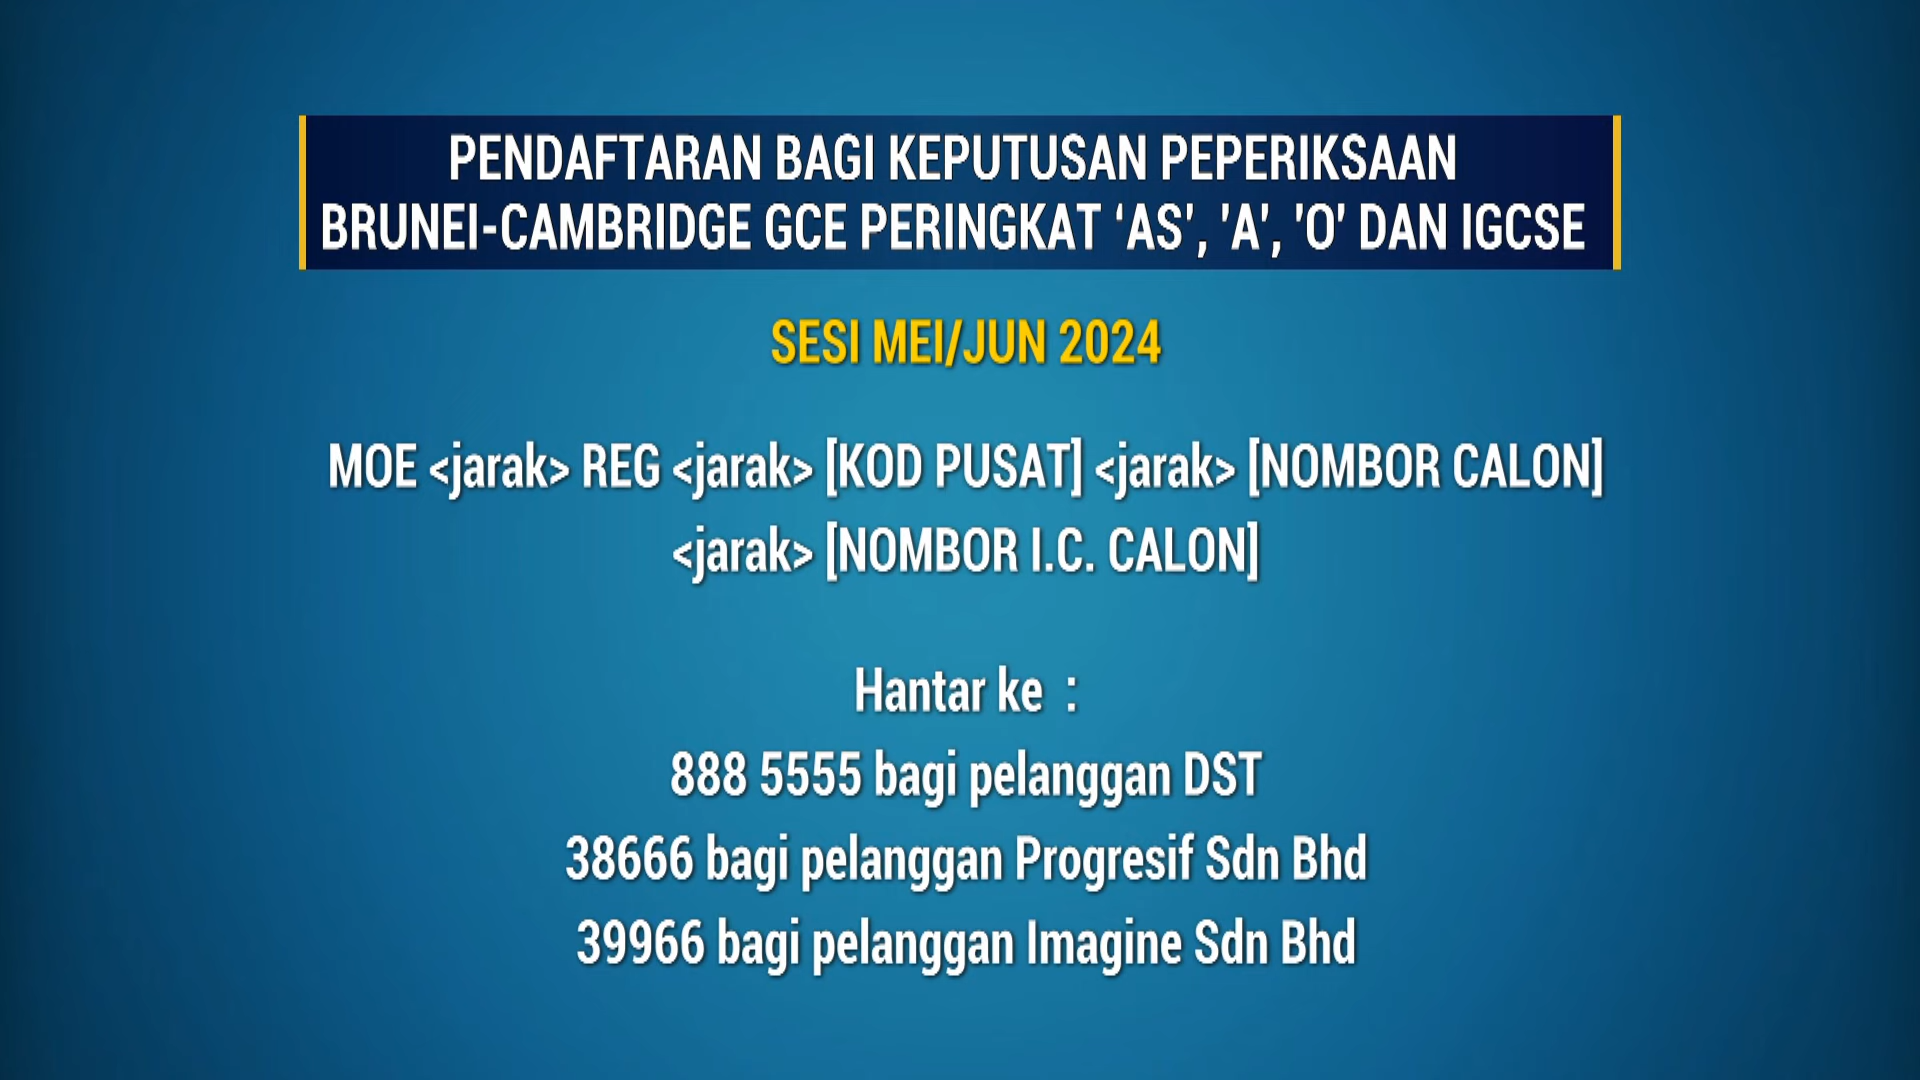 PENDAFTARAN BAGI KEPUTUSAN PEPERIKSAAN
BRUNEI-CAMBRIDGE GCE PERINGKAT ‘AS', 'A', 'O' DAN IGCSE
SESI MEI/JUN 2024
MOE <jarak> REG <jarak> [KOD PUSAT] <jarak> [NOMBOR CALON]
<jarak> [NOMBOR I.C. CALON]
Hantar ke :
888 5555 bagi pelanggan DST
38666 bagi pelanggan Progresif Sdn Bhd
39966 bagi pelanggan Imagine Sdn Bhd